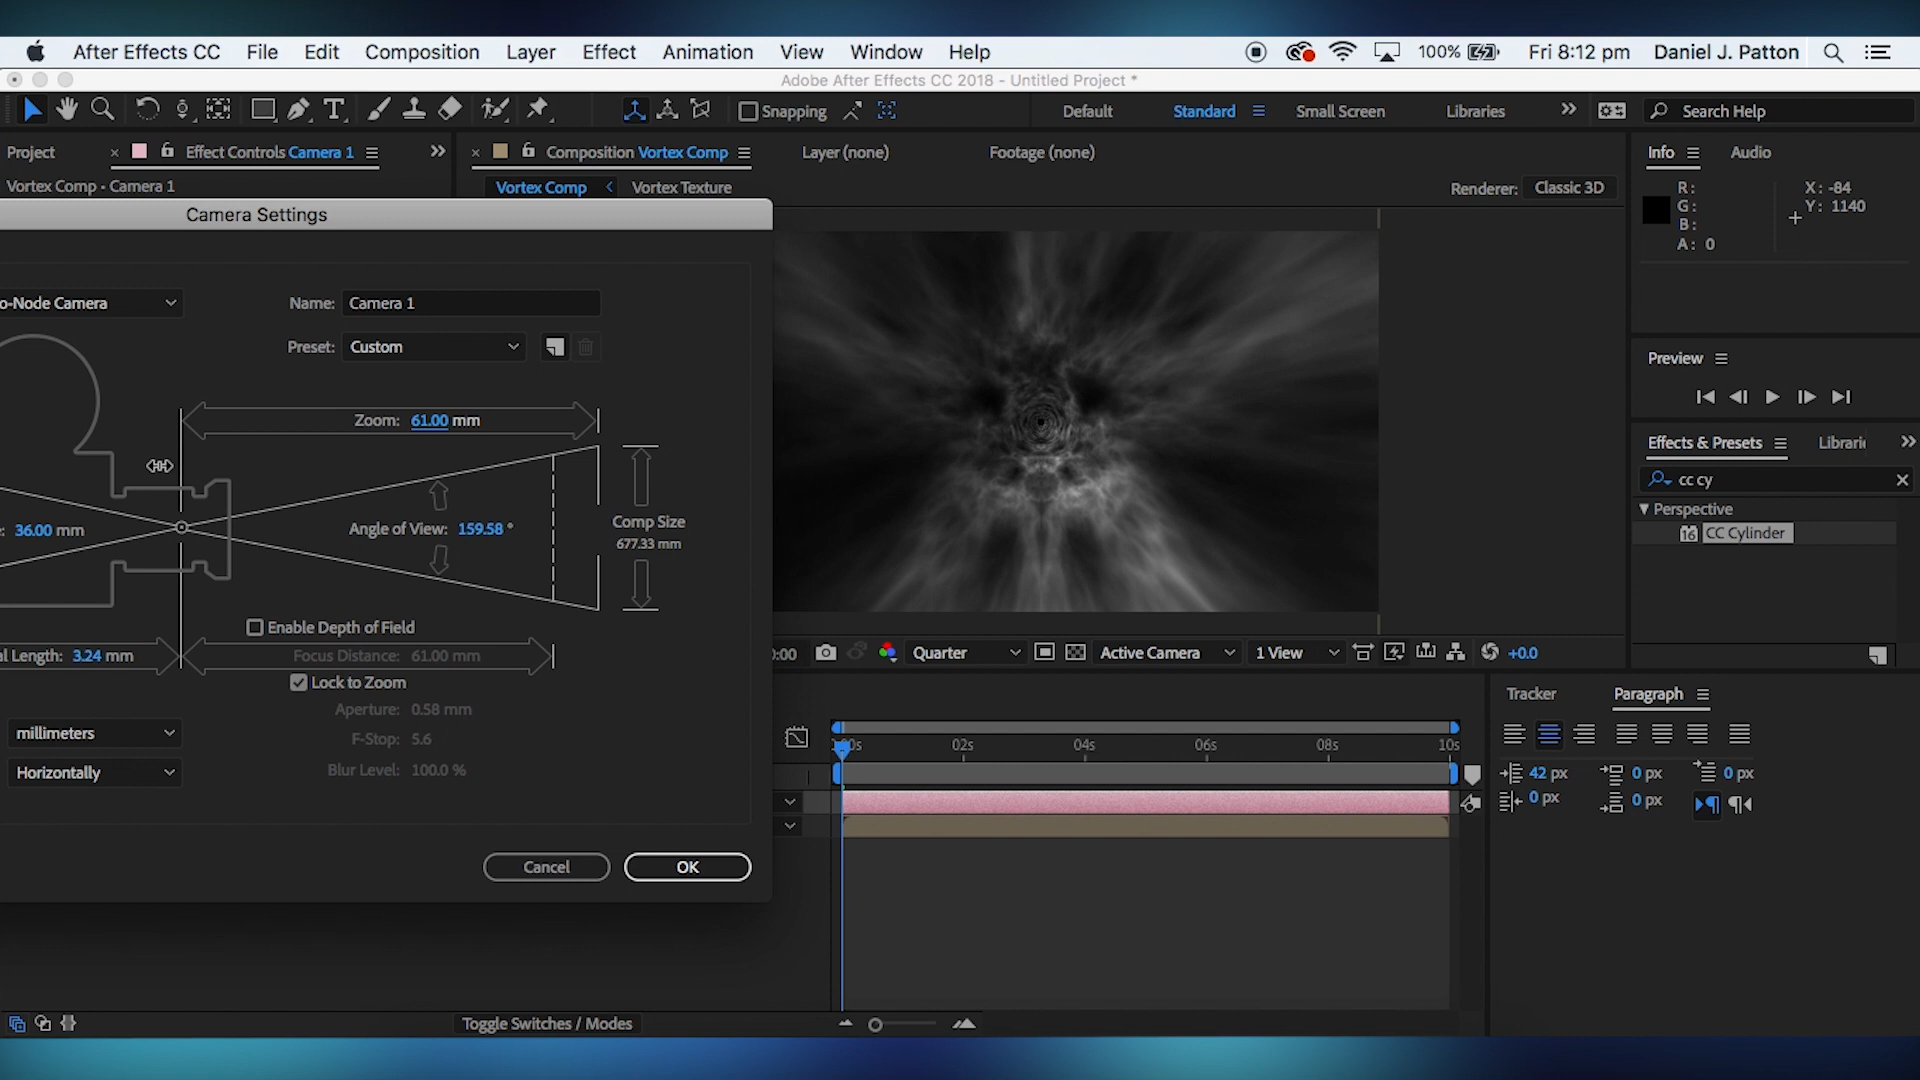 After Effects CC File Edit Composition Layer Effect Animation View Window Help 100% Fri 8:12 pm Daniel J. Patton
Adobe After Effects CC 2018 - Untitled Project *
Snapping Default Standard Small Screen Libraries Search Help
Project Effect Controls Camera 1 Composition Vortex Comp Layer (none) Footage (none) Info Audio
Vortex Comp • Camera 1 Vortex Comp Vortex Texture Renderer: Classic 3D
R: X: -84
G: Y: 1140
B:
A: 0
Camera Settings
o-Node Camera Name: Camera 1
Preset: Custom
Preview
Zoom: 61.00 mm
Effects & Presets Librari
cc cy
Perspective
CC Cylinder
36.00 mm Angle of View: 159.58 °
Comp Size
677.33 mm
Enable Depth of Field
al Length: 3.24 mm Focus Distance: 61.00 mm
Lock to Zoom
Aperture: 0.58 mm
F-Stop: 5.6
Blur Level: 100.0 %
millimeters
Horizontally
Cancel OK
:00 Quarter Active Camera 1 View +0.0
Tracker Paragraph
02s 04s 06s 08s 10s
42 px 0 px 0 px
0 px 0 px
Toggle Switches / Modes